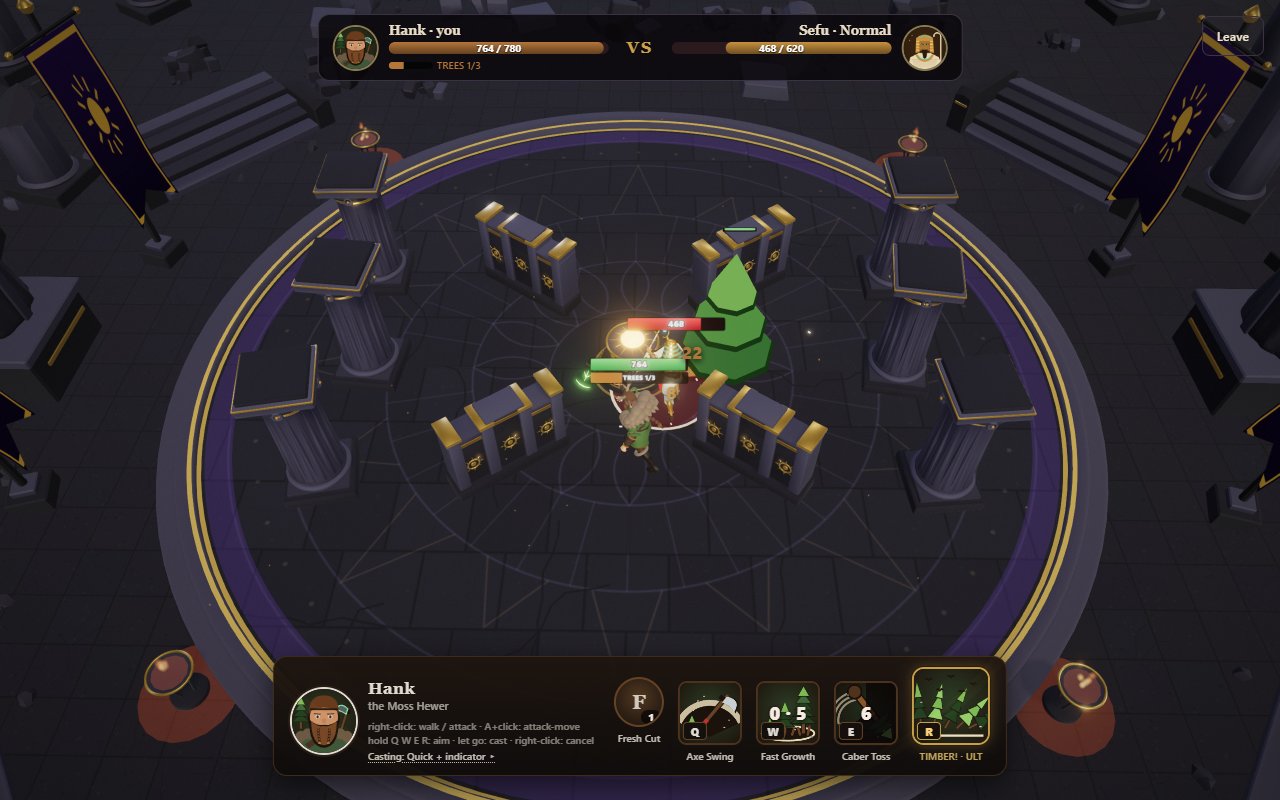 Hank · you
764 / 780
TREES 1/3
VS
Sefu · Normal
468 / 620
Leave
468
22
764
TREES 1/3
Hank
the Moss Hewer
right-click: walk / attack · A+click: attack-move
hold Q W E R: aim · let go: cast · right-click: cancel
Casting: Quick + indicator
F
1
Fresh Cut
Q
Axe Swing
0 · 5
W
Fast Growth
6
E
Caber Toss
R
TIMBER! · ULT